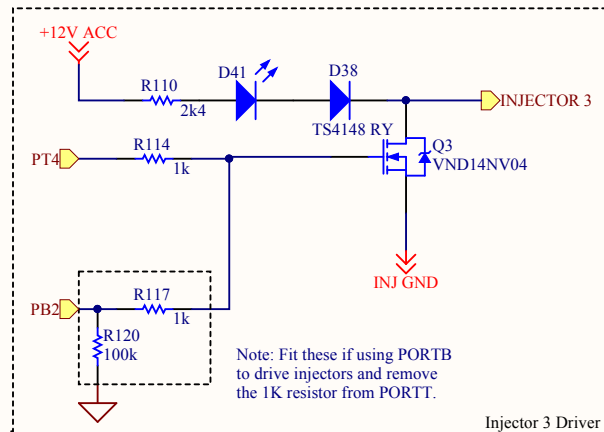 +12V ACC
R110
2k4
D41
D38
TS4148 RY
INJECTOR 3
PT4
R114
1k
Q3
VND14NV04
INJ GND
PB2
R117
1k
R120
100k
Note: Fit these if using PORTB
to drive injectors and remove
the 1K resistor from PORTT.
Injector 3 Driver